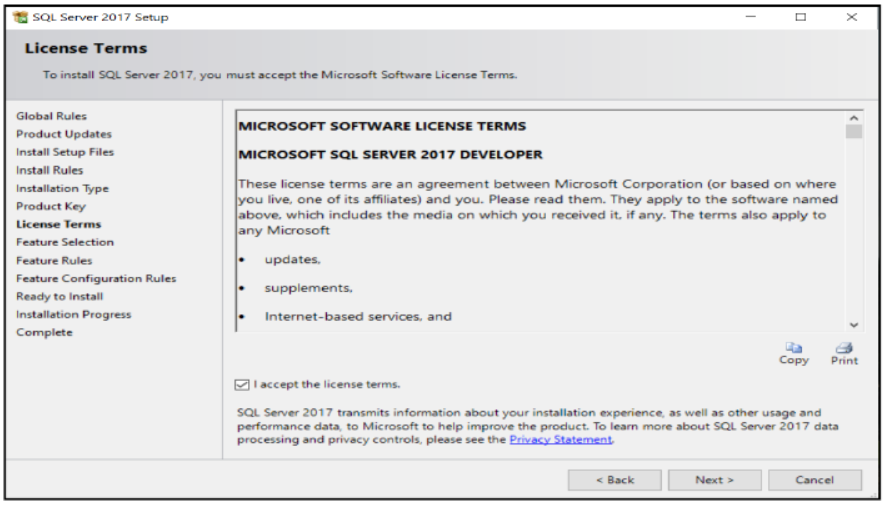 SQL Server 2017 Setup
License Terms
To install SQL Server 2017, you must accept the Microsoft Software License Terms.
Global Rules
Product Updates
Install Setup Files
Install Rules
Installation Type
Product Key
License Terms
Feature Selection
Feature Rules
Feature Configuration Rules
Ready to Install
Installation Progress
Complete
MICROSOFT SOFTWARE LICENSE TERMS
MICROSOFT SQL SERVER 2017 DEVELOPER
These license terms are an agreement between Microsoft Corporation (or based on where
you live, one of its affiliates) and you. Please read them. They apply to the software named
above, which includes the media on which you received it, if any. The terms also apply to
any Microsoft
• updates,
• supplements,
• Internet-based services, and
Copy Print
I accept the license terms.
SQL Server 2017 transmits information about your installation experience, as well as other usage and
performance data, to Microsoft to help improve the product. To learn more about SQL Server 2017 data
processing and privacy controls, please see the Privacy Statement.
< Back Next > Cancel